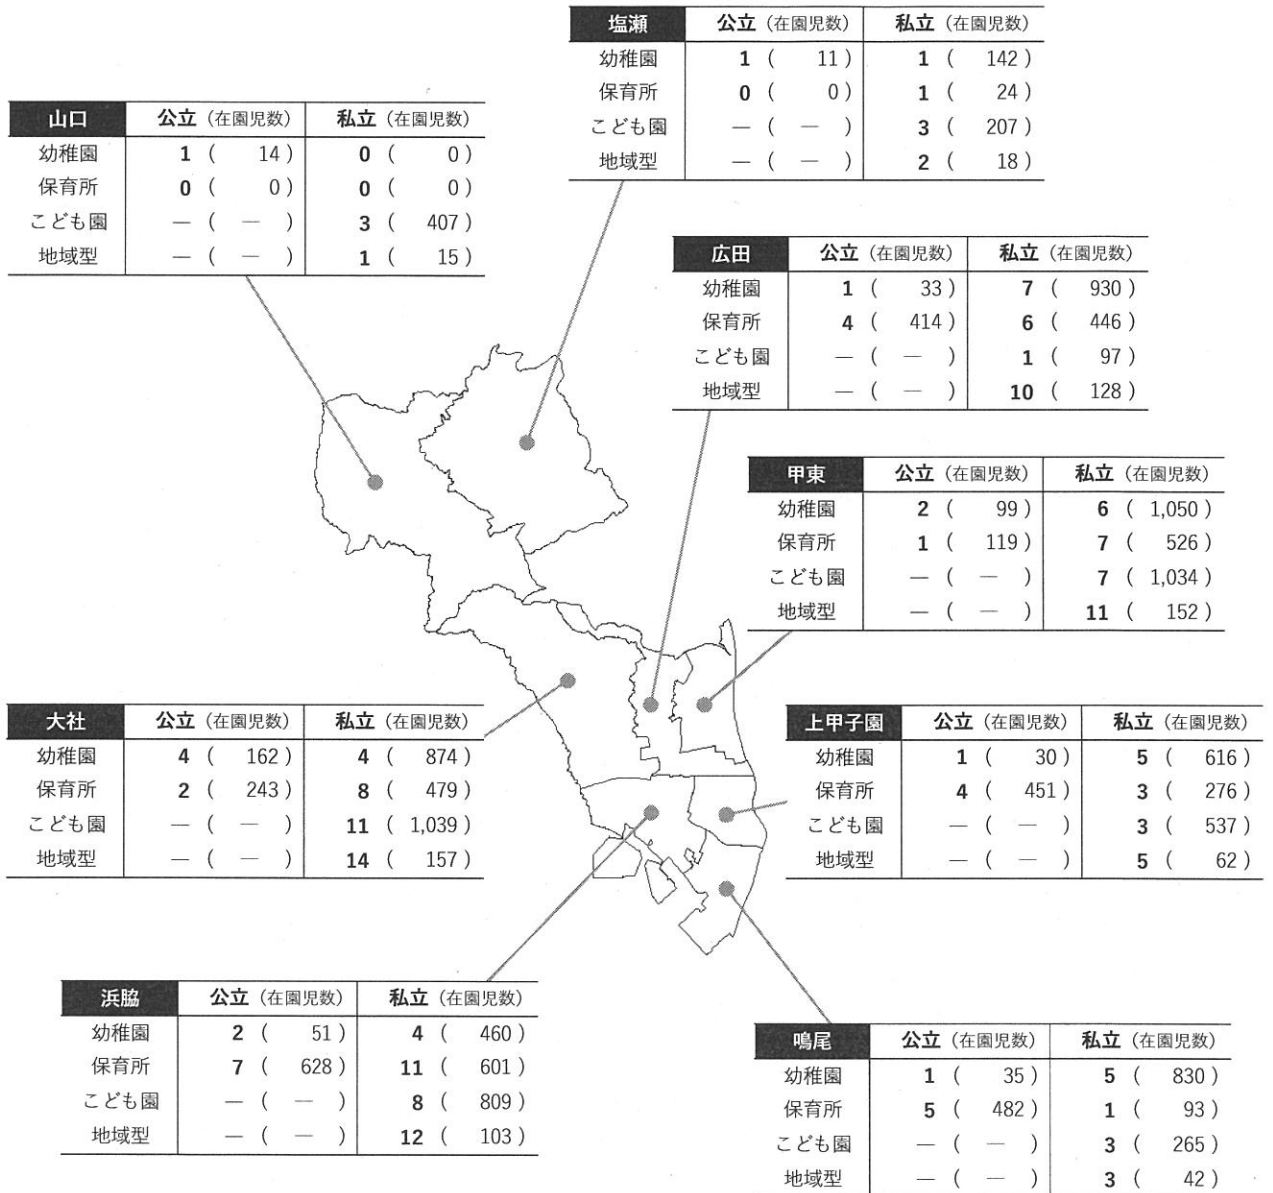 塩瀬 公立（在園児数） 私立（在園児数）
幼稚園 1 ( 11 ) 1 ( 142 )
保育所 0 ( 0 ) 1 ( 24 )
こども園 — ( — ) 3 ( 207 )
地域型 — ( — ) 2 ( 18 )
山口 公立（在園児数） 私立（在園児数）
幼稚園 1 ( 14 ) 0 ( 0 )
保育所 0 ( 0 ) 0 ( 0 )
こども園 — ( — ) 3 ( 407 )
地域型 — ( — ) 1 ( 15 )
広田 公立（在園児数） 私立（在園児数）
幼稚園 1 ( 33 ) 7 ( 930 )
保育所 4 ( 414 ) 6 ( 446 )
こども園 — ( — ) 1 ( 97 )
地域型 — ( — ) 10 ( 128 )
甲東 公立（在園児数） 私立（在園児数）
幼稚園 2 ( 99 ) 6 ( 1,050 )
保育所 1 ( 119 ) 7 ( 526 )
こども園 — ( — ) 7 ( 1,034 )
地域型 — ( — ) 11 ( 152 )
大社 公立（在園児数） 私立（在園児数）
幼稚園 4 ( 162 ) 4 ( 874 )
保育所 2 ( 243 ) 8 ( 479 )
こども園 — ( — ) 11 ( 1,039 )
地域型 — ( — ) 14 ( 157 )
上甲子園 公立（在園児数） 私立（在園児数）
幼稚園 1 ( 30 ) 5 ( 616 )
保育所 4 ( 451 ) 3 ( 276 )
こども園 — ( — ) 3 ( 537 )
地域型 — ( — ) 5 ( 62 )
浜脇 公立（在園児数） 私立（在園児数）
幼稚園 2 ( 51 ) 4 ( 460 )
保育所 7 ( 628 ) 11 ( 601 )
こども園 — ( — ) 8 ( 809 )
地域型 — ( — ) 12 ( 103 )
鳴尾 公立（在園児数） 私立（在園児数）
幼稚園 1 ( 35 ) 5 ( 830 )
保育所 5 ( 482 ) 1 ( 93 )
こども園 — ( — ) 3 ( 265 )
地域型 — ( — ) 3 ( 42 )